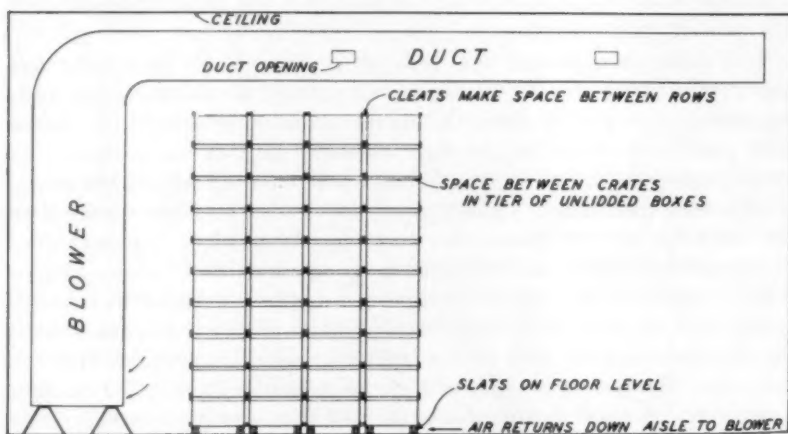 CEILING
DUCT
DUCT OPENING
CLEATS MAKE SPACE BETWEEN ROWS
SPACE BETWEEN CRATES
IN TIER OF UNLIDDED BOXES
BLOWER
SLATS ON FLOOR LEVEL
AIR RETURNS DOWN AISLE TO BLOWER